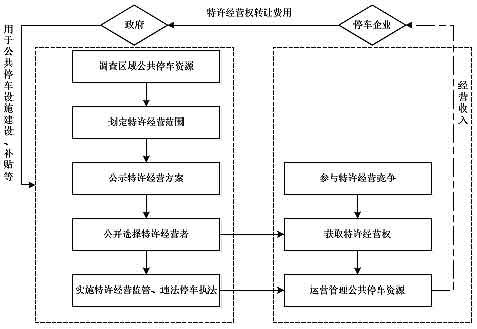 特许经营权转让费用
政府
停车企业
用于公共停车设施建设、补贴等
经营收入
调查区域公共停车资源
划定特许经营范围
公示特许经营方案
参与特许经营竞争
公开选择特许经营者
获取特许经营权
实施特许经营监管、违法停车执法
运营管理公共停车资源